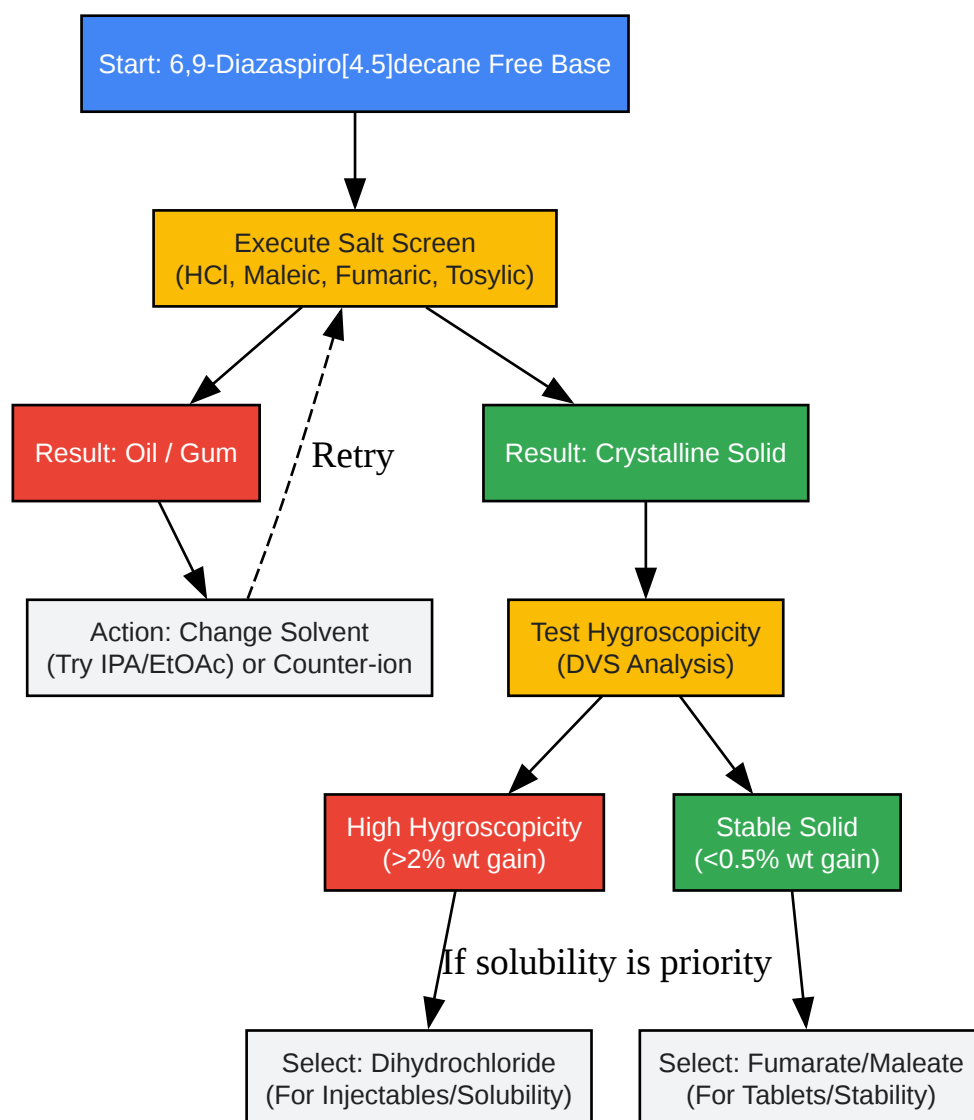 Start: 6,9-Diazaspiro[4.5]decane Free Base
Execute Salt Screen
(HCl, Maleic, Fumaric, Tosylic)
Result: Oil / Gum
Retry
Result: Crystalline Solid
Action: Change Solvent
(Try IPA/EtOAc) or Counter-ion
Test Hygroscopicity
(DVS Analysis)
High Hygroscopicity
(>2% wt gain)
Stable Solid
(<0.5% wt gain)
If solubility is priority
Select: Dihydrochloride
(For Injectables/Solubility)
Select: Fumarate/Maleate
(For Tablets/Stability)